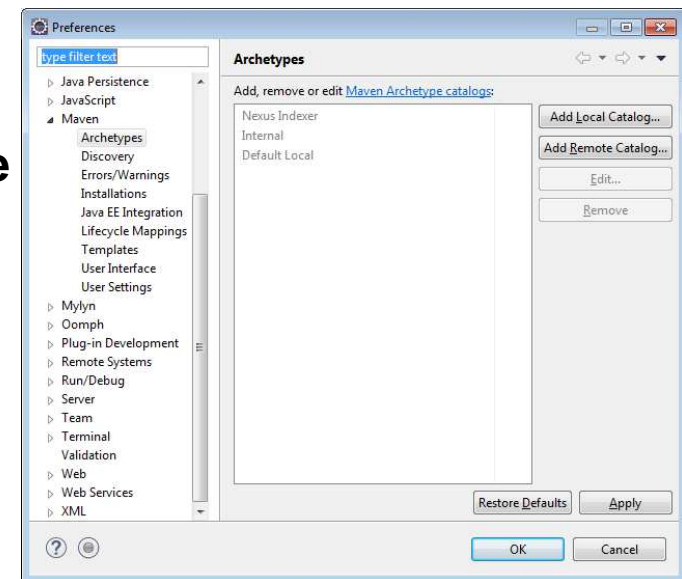 Preferences
type filter text
Java Persistence
JavaScript
Maven
Archetypes
Discovery
Errors/Warnings
Installations
Java EE Integration
Lifecycle Mappings
Templates
User Interface
User Settings
Mylyn
Oomph
Plug-in Development
Remote Systems
Run/Debug
Server
Team
Terminal
Validation
Web
Web Services
XML
e
Archetypes
Add, remove or edit Maven Archetype catalogs:
Nexus Indexer
Internal
Default Local
Add Local Catalog...
Add Remote Catalog...
Edit...
Remove
Restore Defaults
Apply
?
OK
Cancel